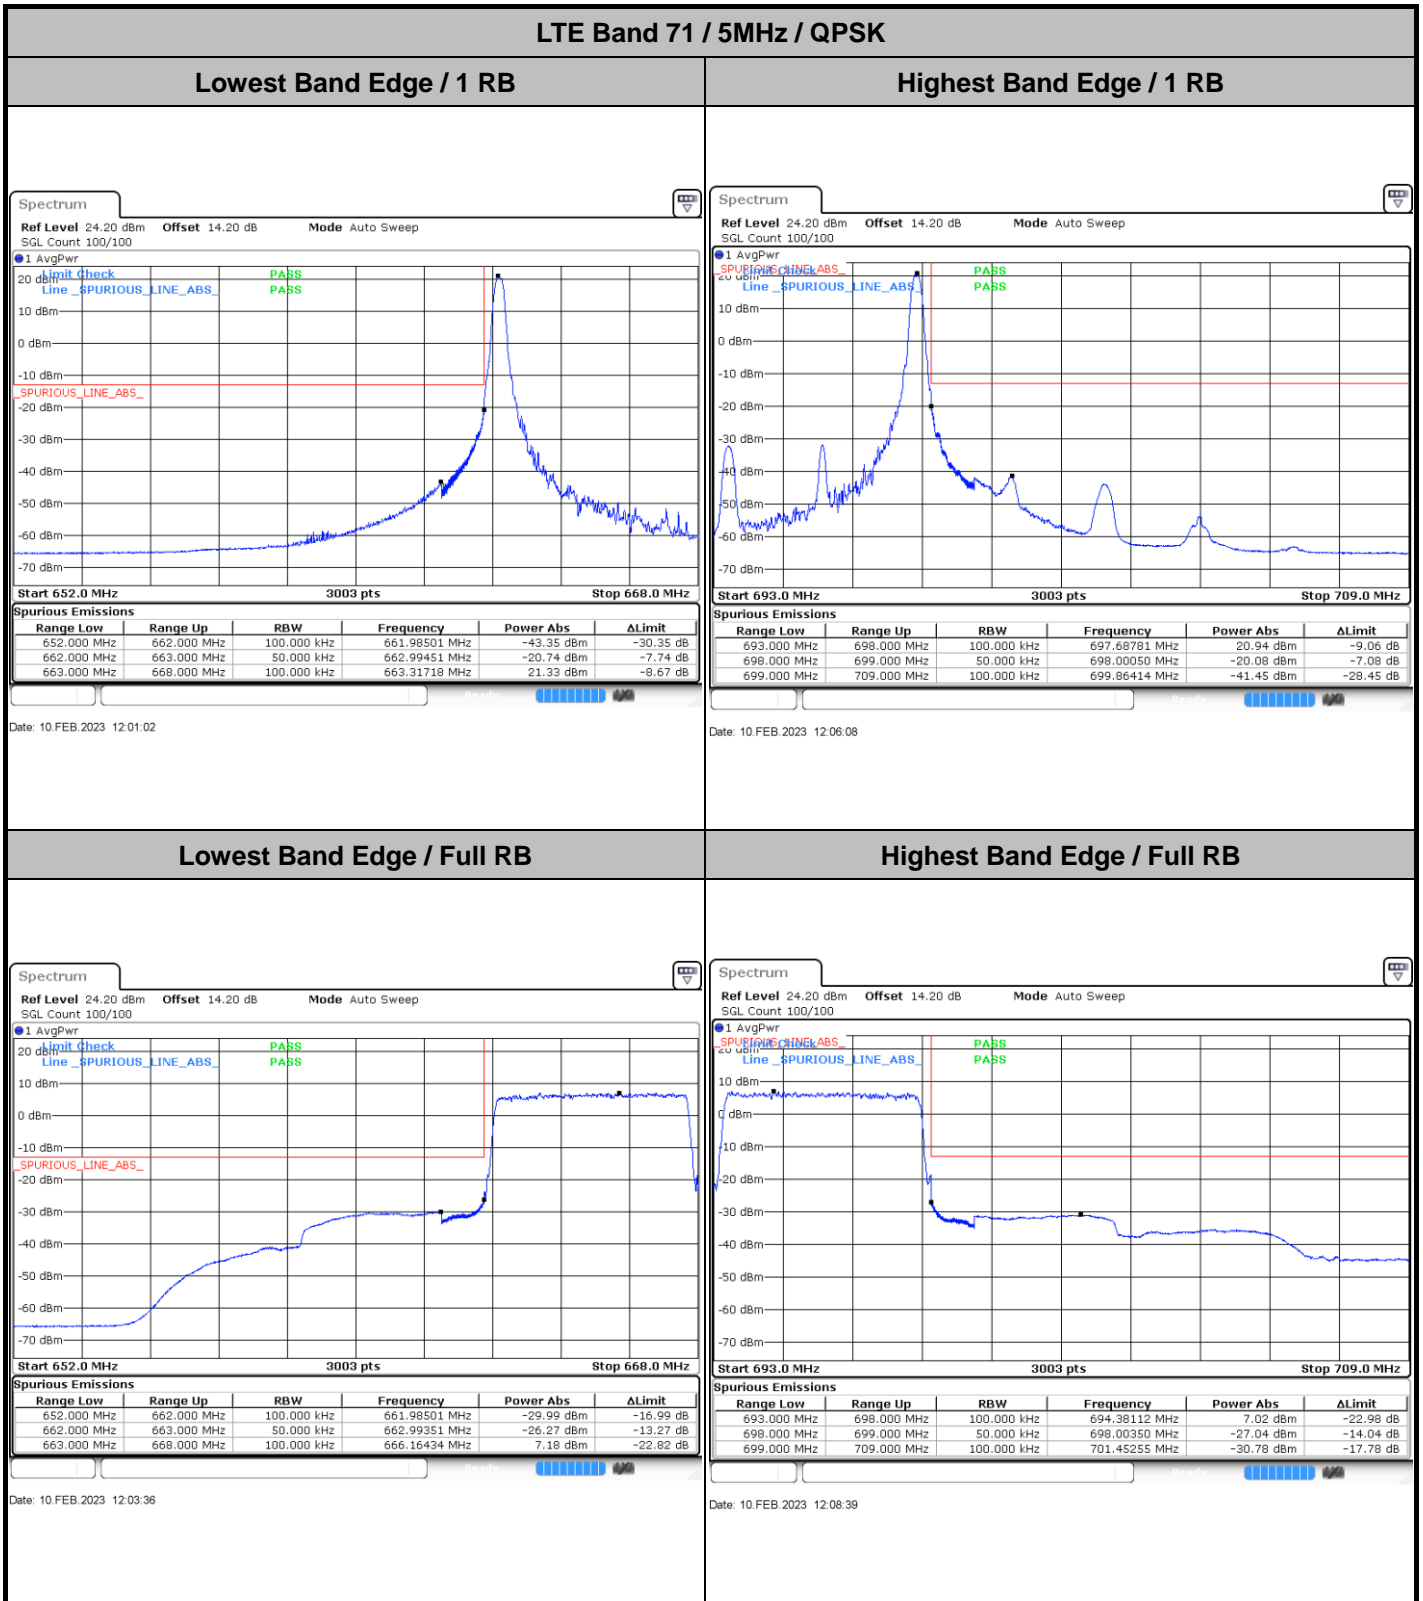 LTE Band 71 / 5MHz / QPSK
Lowest Band Edge / 1 RB
Highest Band Edge / 1 RB
Spectrum
Ref Level 24.20 dBm Offset 14.20 dB Mode Auto Sweep
SGL Count 100/100
1 AvgPwr
Limit Check PASS
Line _SPURIOUS_LINE_ABS_ PASS
20 dBm
10 dBm
0 dBm
-10 dBm
_SPURIOUS_LINE_ABS_
-20 dBm
-30 dBm
-40 dBm
-50 dBm
-60 dBm
-70 dBm
Start 652.0 MHz 3003 pts Stop 668.0 MHz
Spurious Emissions
Range Low Range Up RBW Frequency Power Abs ΔLimit
652.000 MHz 662.000 MHz 100.000 kHz 661.98501 MHz -43.35 dBm -30.35 dB
662.000 MHz 663.000 MHz 50.000 kHz 662.99451 MHz -20.74 dBm -7.74 dB
663.000 MHz 668.000 MHz 100.000 kHz 663.31718 MHz 21.33 dBm -8.67 dB
Ready
Date: 10.FEB.2023 12:01:02
Spectrum
Ref Level 24.20 dBm Offset 14.20 dB Mode Auto Sweep
SGL Count 100/100
1 AvgPwr
_SPURIOUS_LINE_ABS_
Limit Check PASS
20 dBm
Line _SPURIOUS_LINE_ABS_ PASS
10 dBm
0 dBm
-10 dBm
-20 dBm
-30 dBm
-40 dBm
-50 dBm
-60 dBm
-70 dBm
Start 693.0 MHz 3003 pts Stop 709.0 MHz
Spurious Emissions
Range Low Range Up RBW Frequency Power Abs ΔLimit
693.000 MHz 698.000 MHz 100.000 kHz 697.68781 MHz 20.94 dBm -9.06 dB
698.000 MHz 699.000 MHz 50.000 kHz 698.00050 MHz -20.08 dBm -7.08 dB
699.000 MHz 709.000 MHz 100.000 kHz 699.86414 MHz -41.45 dBm -28.45 dB
Ready
Date: 10.FEB.2023 12:06:08
Lowest Band Edge / Full RB
Highest Band Edge / Full RB
Spectrum
Ref Level 24.20 dBm Offset 14.20 dB Mode Auto Sweep
SGL Count 100/100
1 AvgPwr
Limit Check PASS
20 dBm
Line _SPURIOUS_LINE_ABS_ PASS
10 dBm
0 dBm
-10 dBm
_SPURIOUS_LINE_ABS_
-20 dBm
-30 dBm
-40 dBm
-50 dBm
-60 dBm
-70 dBm
Start 652.0 MHz 3003 pts Stop 668.0 MHz
Spurious Emissions
Range Low Range Up RBW Frequency Power Abs ΔLimit
652.000 MHz 662.000 MHz 100.000 kHz 661.98501 MHz -29.99 dBm -16.99 dB
662.000 MHz 663.000 MHz 50.000 kHz 662.99351 MHz -26.27 dBm -13.27 dB
663.000 MHz 668.000 MHz 100.000 kHz 666.16434 MHz 7.18 dBm -22.82 dB
Ready
Date: 10.FEB.2023 12:03:36
Spectrum
Ref Level 24.20 dBm Offset 14.20 dB Mode Auto Sweep
SGL Count 100/100
1 AvgPwr
_SPURIOUS_LINE_ABS_
Limit Check PASS
20 dBm
Line _SPURIOUS_LINE_ABS_ PASS
10 dBm
0 dBm
-10 dBm
-20 dBm
-30 dBm
-40 dBm
-50 dBm
-60 dBm
-70 dBm
Start 693.0 MHz 3003 pts Stop 709.0 MHz
Spurious Emissions
Range Low Range Up RBW Frequency Power Abs ΔLimit
693.000 MHz 698.000 MHz 100.000 kHz 694.38112 MHz 7.02 dBm -22.98 dB
698.000 MHz 699.000 MHz 50.000 kHz 698.00350 MHz -27.04 dBm -14.04 dB
699.000 MHz 709.000 MHz 100.000 kHz 701.45255 MHz -30.78 dBm -17.78 dB
Ready
Date: 10.FEB.2023 12:08:39